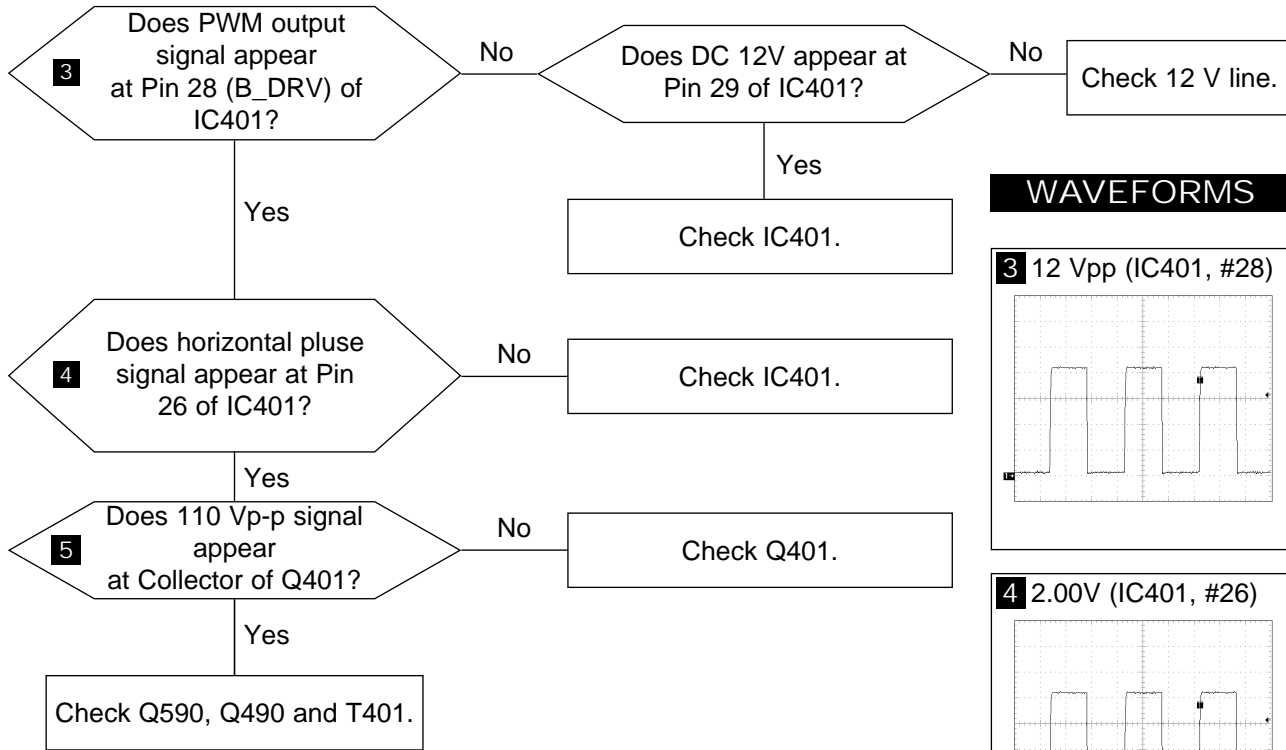 Does PWM output
signal appear
3
at Pin 28 (B_DRV) of
IC401?
No
Does DC 12V appear at
Pin 29 of IC401?
No
Check 12 V line.
Yes
Check IC401.
Yes
Does horizontal pluse
4
signal appear at Pin
26 of IC401?
No
Check IC401.
Yes
Does 110 Vp-p signal
appear
5
at Collector of Q401?
No
Check Q401.
Yes
Check Q590, Q490 and T401.
WAVEFORMS
3 12 Vpp (IC401, #28)
4 2.00V (IC401, #26)